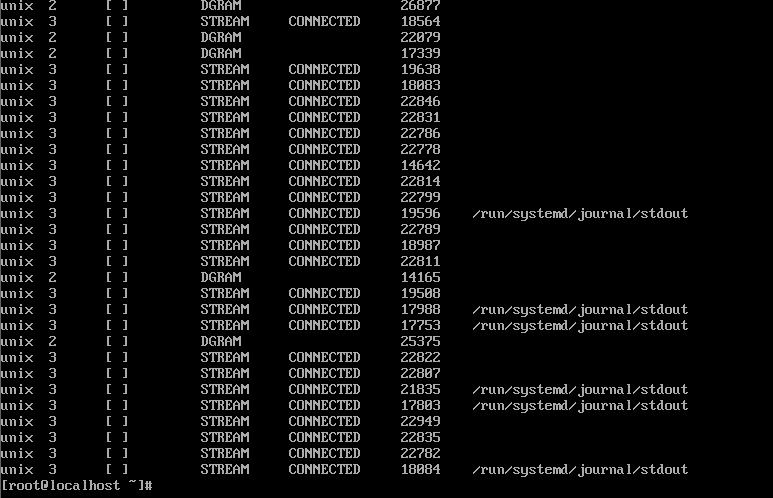 unix 2 [ ] DGRAM 26877
unix 3 [ ] STREAM CONNECTED 18564
unix 2 [ ] DGRAM 22079
unix 2 [ ] DGRAM 17339
unix 3 [ ] STREAM CONNECTED 19638
unix 3 [ ] STREAM CONNECTED 18083
unix 3 [ ] STREAM CONNECTED 22846
unix 3 [ ] STREAM CONNECTED 22831
unix 3 [ ] STREAM CONNECTED 22786
unix 3 [ ] STREAM CONNECTED 22778
unix 3 [ ] STREAM CONNECTED 14642
unix 3 [ ] STREAM CONNECTED 22814
unix 3 [ ] STREAM CONNECTED 22799
unix 3 [ ] STREAM CONNECTED 19596 /run/systemd/journal/stdout
unix 3 [ ] STREAM CONNECTED 22789
unix 3 [ ] STREAM CONNECTED 18987
unix 3 [ ] STREAM CONNECTED 22811
unix 2 [ ] DGRAM 14165
unix 3 [ ] STREAM CONNECTED 19508
unix 3 [ ] STREAM CONNECTED 17988 /run/systemd/journal/stdout
unix 3 [ ] STREAM CONNECTED 17753 /run/systemd/journal/stdout
unix 2 [ ] DGRAM 25375
unix 3 [ ] STREAM CONNECTED 22822
unix 3 [ ] STREAM CONNECTED 22807
unix 3 [ ] STREAM CONNECTED 21835 /run/systemd/journal/stdout
unix 3 [ ] STREAM CONNECTED 17803 /run/systemd/journal/stdout
unix 3 [ ] STREAM CONNECTED 22949
unix 3 [ ] STREAM CONNECTED 22835
unix 3 [ ] STREAM CONNECTED 22782
unix 3 [ ] STREAM CONNECTED 18084 /run/systemd/journal/stdout
[root@localhost ~]#